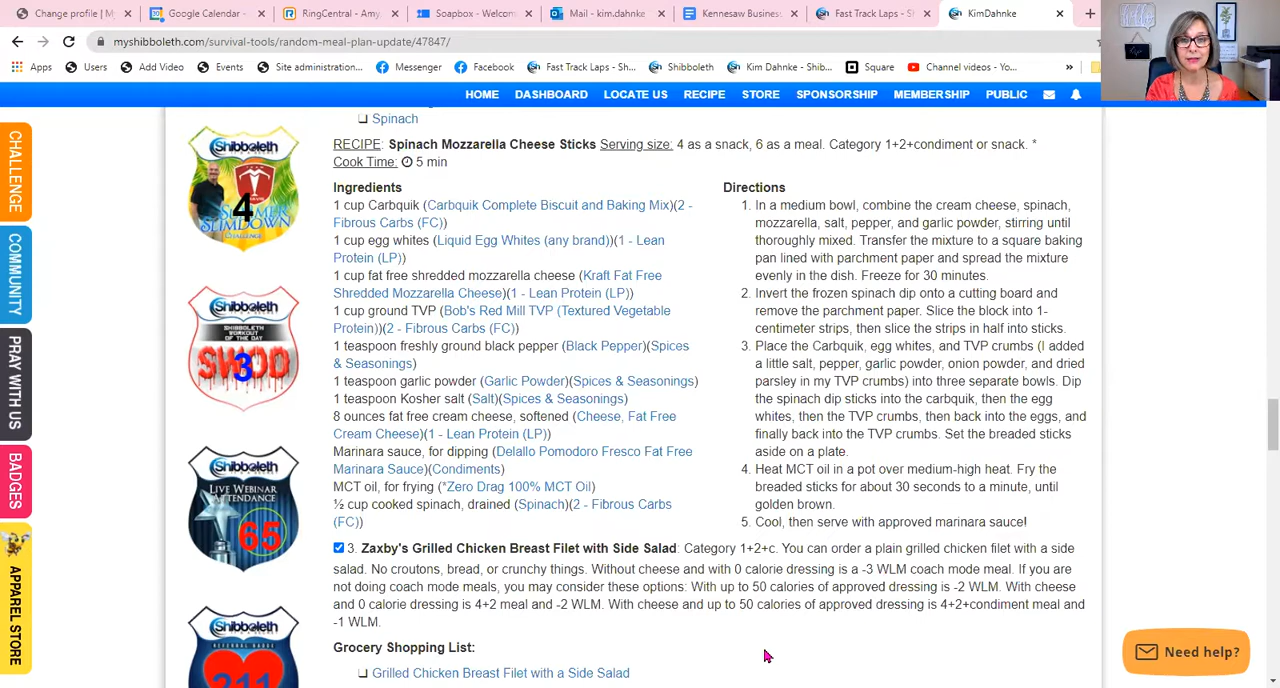 Change profile | M
Google Calendar -
RingCentral - Amy,
Soapbox - Welcom
Mail - kim.dahnke
Kennesaw Busines
Fast Track Laps - Sh
KimDahnke
myshibboleth.com/survival-tools/random-meal-plan-update/47847/
Apps
Users
Add Video
Events
Site administration...
Messenger
Fast Track Laps - Sh...
Shibboleth
Kim Dahnke - Shib...
Square
Channel videos - Yo...
HOME
DASHBOARD
LOCATE US
RECIPE
STORE
SPONSORSHIP
MEMBERSHIP
PUBLIC
CHALLENGE
COMMUNITY
PRAY WITH US
BADGES
APPAREL STORE
Shibboleth
4
SUMMER
SLIMDOWN
CHALLENGE
Shibboleth
SHIBBOLETH
WORKOUT
OF THE DAY
SWOD
3
Shibboleth
LIVE WEBINAR
ATTENDANCE
65
Shibboleth
REFERRAL BADGE
211
Spinach
RECIPE: Spinach Mozzarella Cheese Sticks Serving size: 4 as a snack, 6 as a meal. Category 1+2+condiment or snack. *
Cook Time: 5 min
Ingredients
1 cup Carbquik (Carbquik Complete Biscuit and Baking Mix)(2 -
Fibrous Carbs (FC))
1 cup egg whites (Liquid Egg Whites (any brand))(1 - Lean
Protein (LP))
1 cup fat free shredded mozzarella cheese (Kraft Fat Free
Shredded Mozzarella Cheese)(1 - Lean Protein (LP))
1 cup ground TVP (Bob's Red Mill TVP (Textured Vegetable
Protein))(2 - Fibrous Carbs (FC))
1 teaspoon freshly ground black pepper (Black Pepper)(Spices
& Seasonings)
1 teaspoon garlic powder (Garlic Powder)(Spices & Seasonings)
1 teaspoon Kosher salt (Salt)(Spices & Seasonings)
8 ounces fat free cream cheese, softened (Cheese, Fat Free
Cream Cheese)(1 - Lean Protein (LP))
Marinara sauce, for dipping (Delallo Pomodoro Fresco Fat Free
Marinara Sauce)(Condiments)
MCT oil, for frying (*Zero Drag 100% MCT Oil)
½ cup cooked spinach, drained (Spinach)(2 - Fibrous Carbs
(FC))
Directions
1. In a medium bowl, combine the cream cheese, spinach,
mozzarella, salt, pepper, and garlic powder, stirring until
thoroughly mixed. Transfer the mixture to a square baking
pan lined with parchment paper and spread the mixture
evenly in the dish. Freeze for 30 minutes.
2. Invert the frozen spinach dip onto a cutting board and
remove the parchment paper. Slice the block into 1-
centimeter strips, then slice the strips in half into sticks.
3. Place the Carbquik, egg whites, and TVP crumbs (I added
a little salt, pepper, garlic powder, onion powder, and dried
parsley in my TVP crumbs) into three separate bowls. Dip
the spinach dip sticks into the carbquik, then the egg
whites, then the TVP crumbs, then back into the eggs, and
finally back into the TVP crumbs. Set the breaded sticks
aside on a plate.
4. Heat MCT oil in a pot over medium-high heat. Fry the
breaded sticks for about 30 seconds to a minute, until
golden brown.
5. Cool, then serve with approved marinara sauce!
3. Zaxby's Grilled Chicken Breast Filet with Side Salad: Category 1+2+c. You can order a plain grilled chicken filet with a side
salad. No croutons, bread, or crunchy things. Without cheese and with 0 calorie dressing is a -3 WLM coach mode meal. If you are
not doing coach mode meals, you may consider these options: With up to 50 calories of approved dressing is -2 WLM. With cheese
and 0 calorie dressing is 4+2 meal and -2 WLM. With cheese and up to 50 calories of approved dressing is 4+2+condiment meal and
-1 WLM.
Grocery Shopping List:
Grilled Chicken Breast Filet with a Side Salad
Need help?